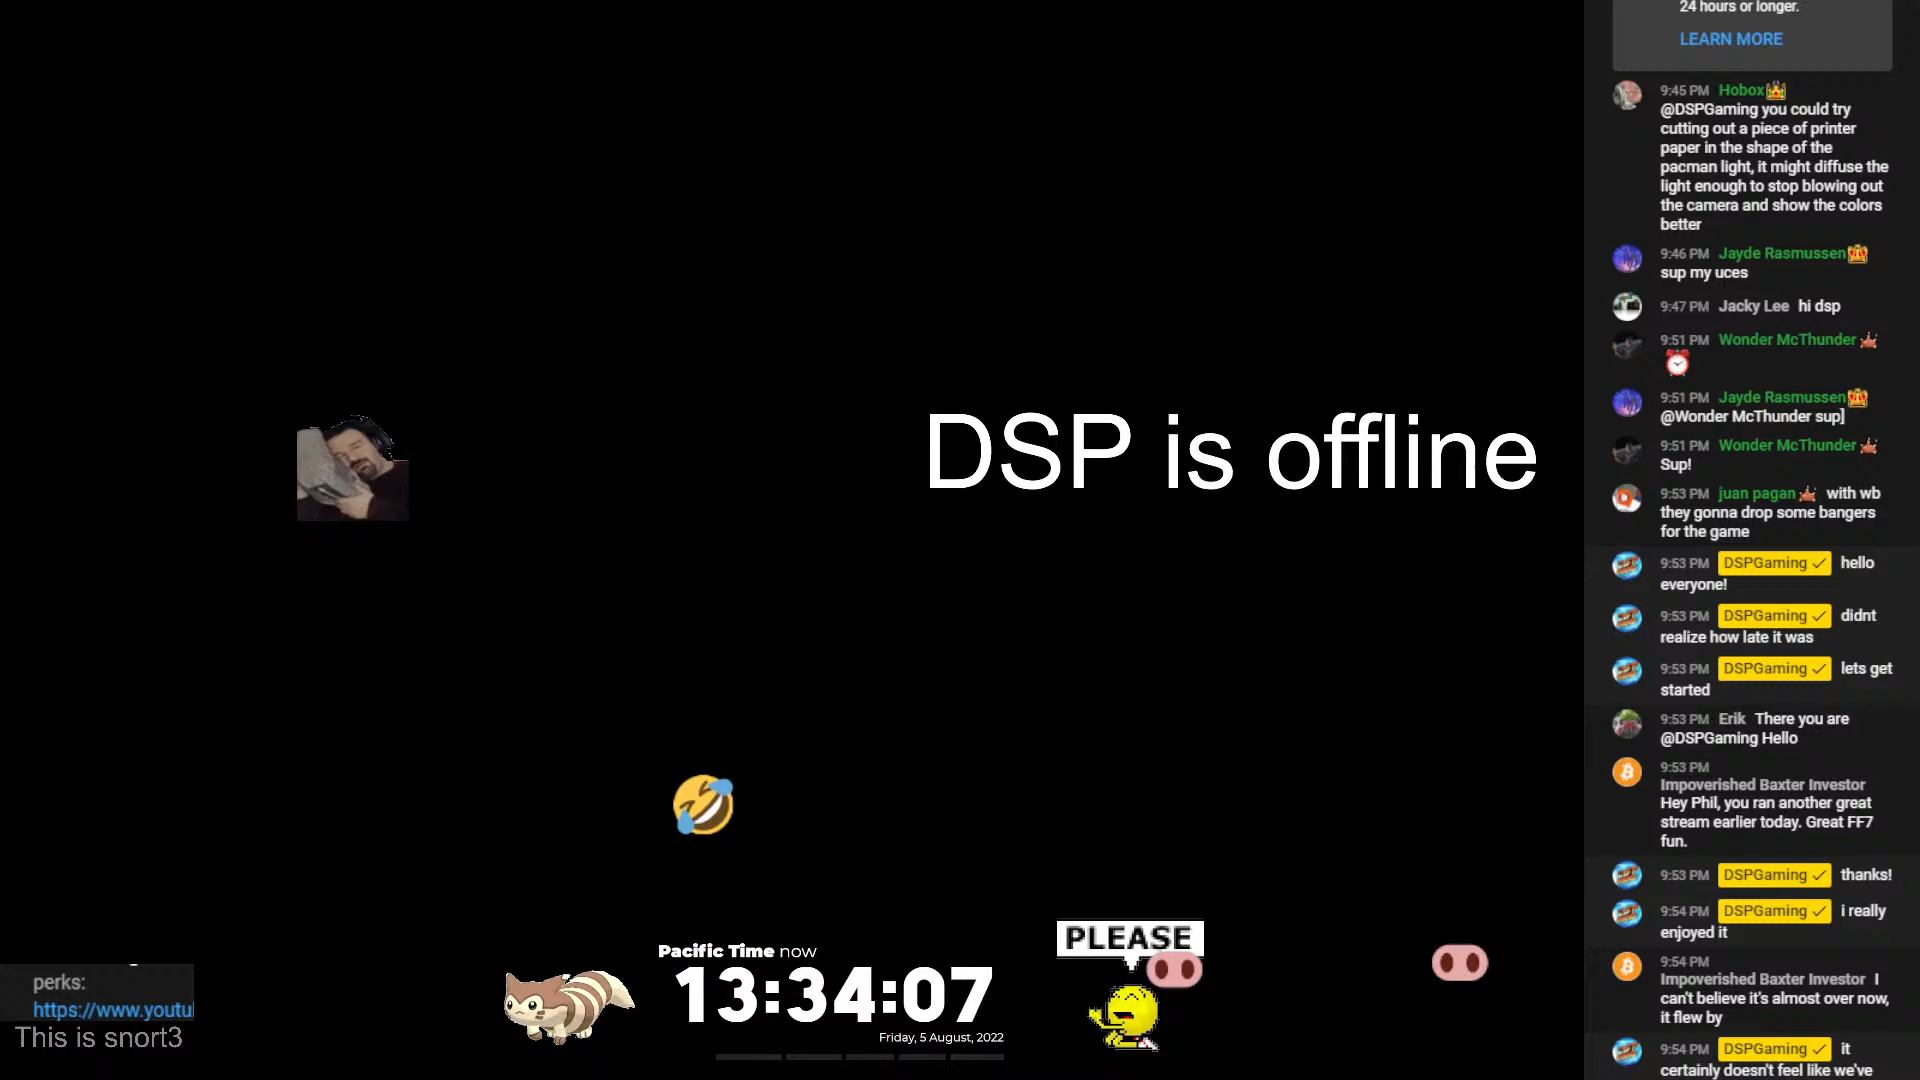 DSP is offline
PLEASE
Pacific Time now
13:34:07
Friday, 5 August, 2022
perks:
https://www.youtu
This is snort3
24 hours or longer.
LEARN MORE
9:45 PM Hobox
@DSPGaming you could try
cutting out a piece of printer
paper in the shape of the
pacman light, it might diffuse the
light enough to stop blowing out
the camera and show the colors
better
9:46 PM Jayde Rasmussen
sup my uces
9:47 PM Jacky Lee hi dsp
9:51 PM Wonder McThunder
9:51 PM Jayde Rasmussen
@Wonder McThunder sup]
9:51 PM Wonder McThunder
Sup!
9:53 PM juan pagan with wb
they gonna drop some bangers
for the game
9:53 PM DSPGaming hello
everyone!
9:53 PM DSPGaming didnt
realize how late it was
9:53 PM DSPGaming lets get
started
9:53 PM Erik There you are
@DSPGaming Hello
9:53 PM
Impoverished Baxter Investor
Hey Phil, you ran another great
stream earlier today. Great FF7
fun.
9:53 PM DSPGaming thanks!
9:54 PM DSPGaming i really
enjoyed it
9:54 PM
Impoverished Baxter Investor I
can't believe it's almost over now,
it flew by
9:54 PM DSPGaming it
certainly doesn't feel like we've